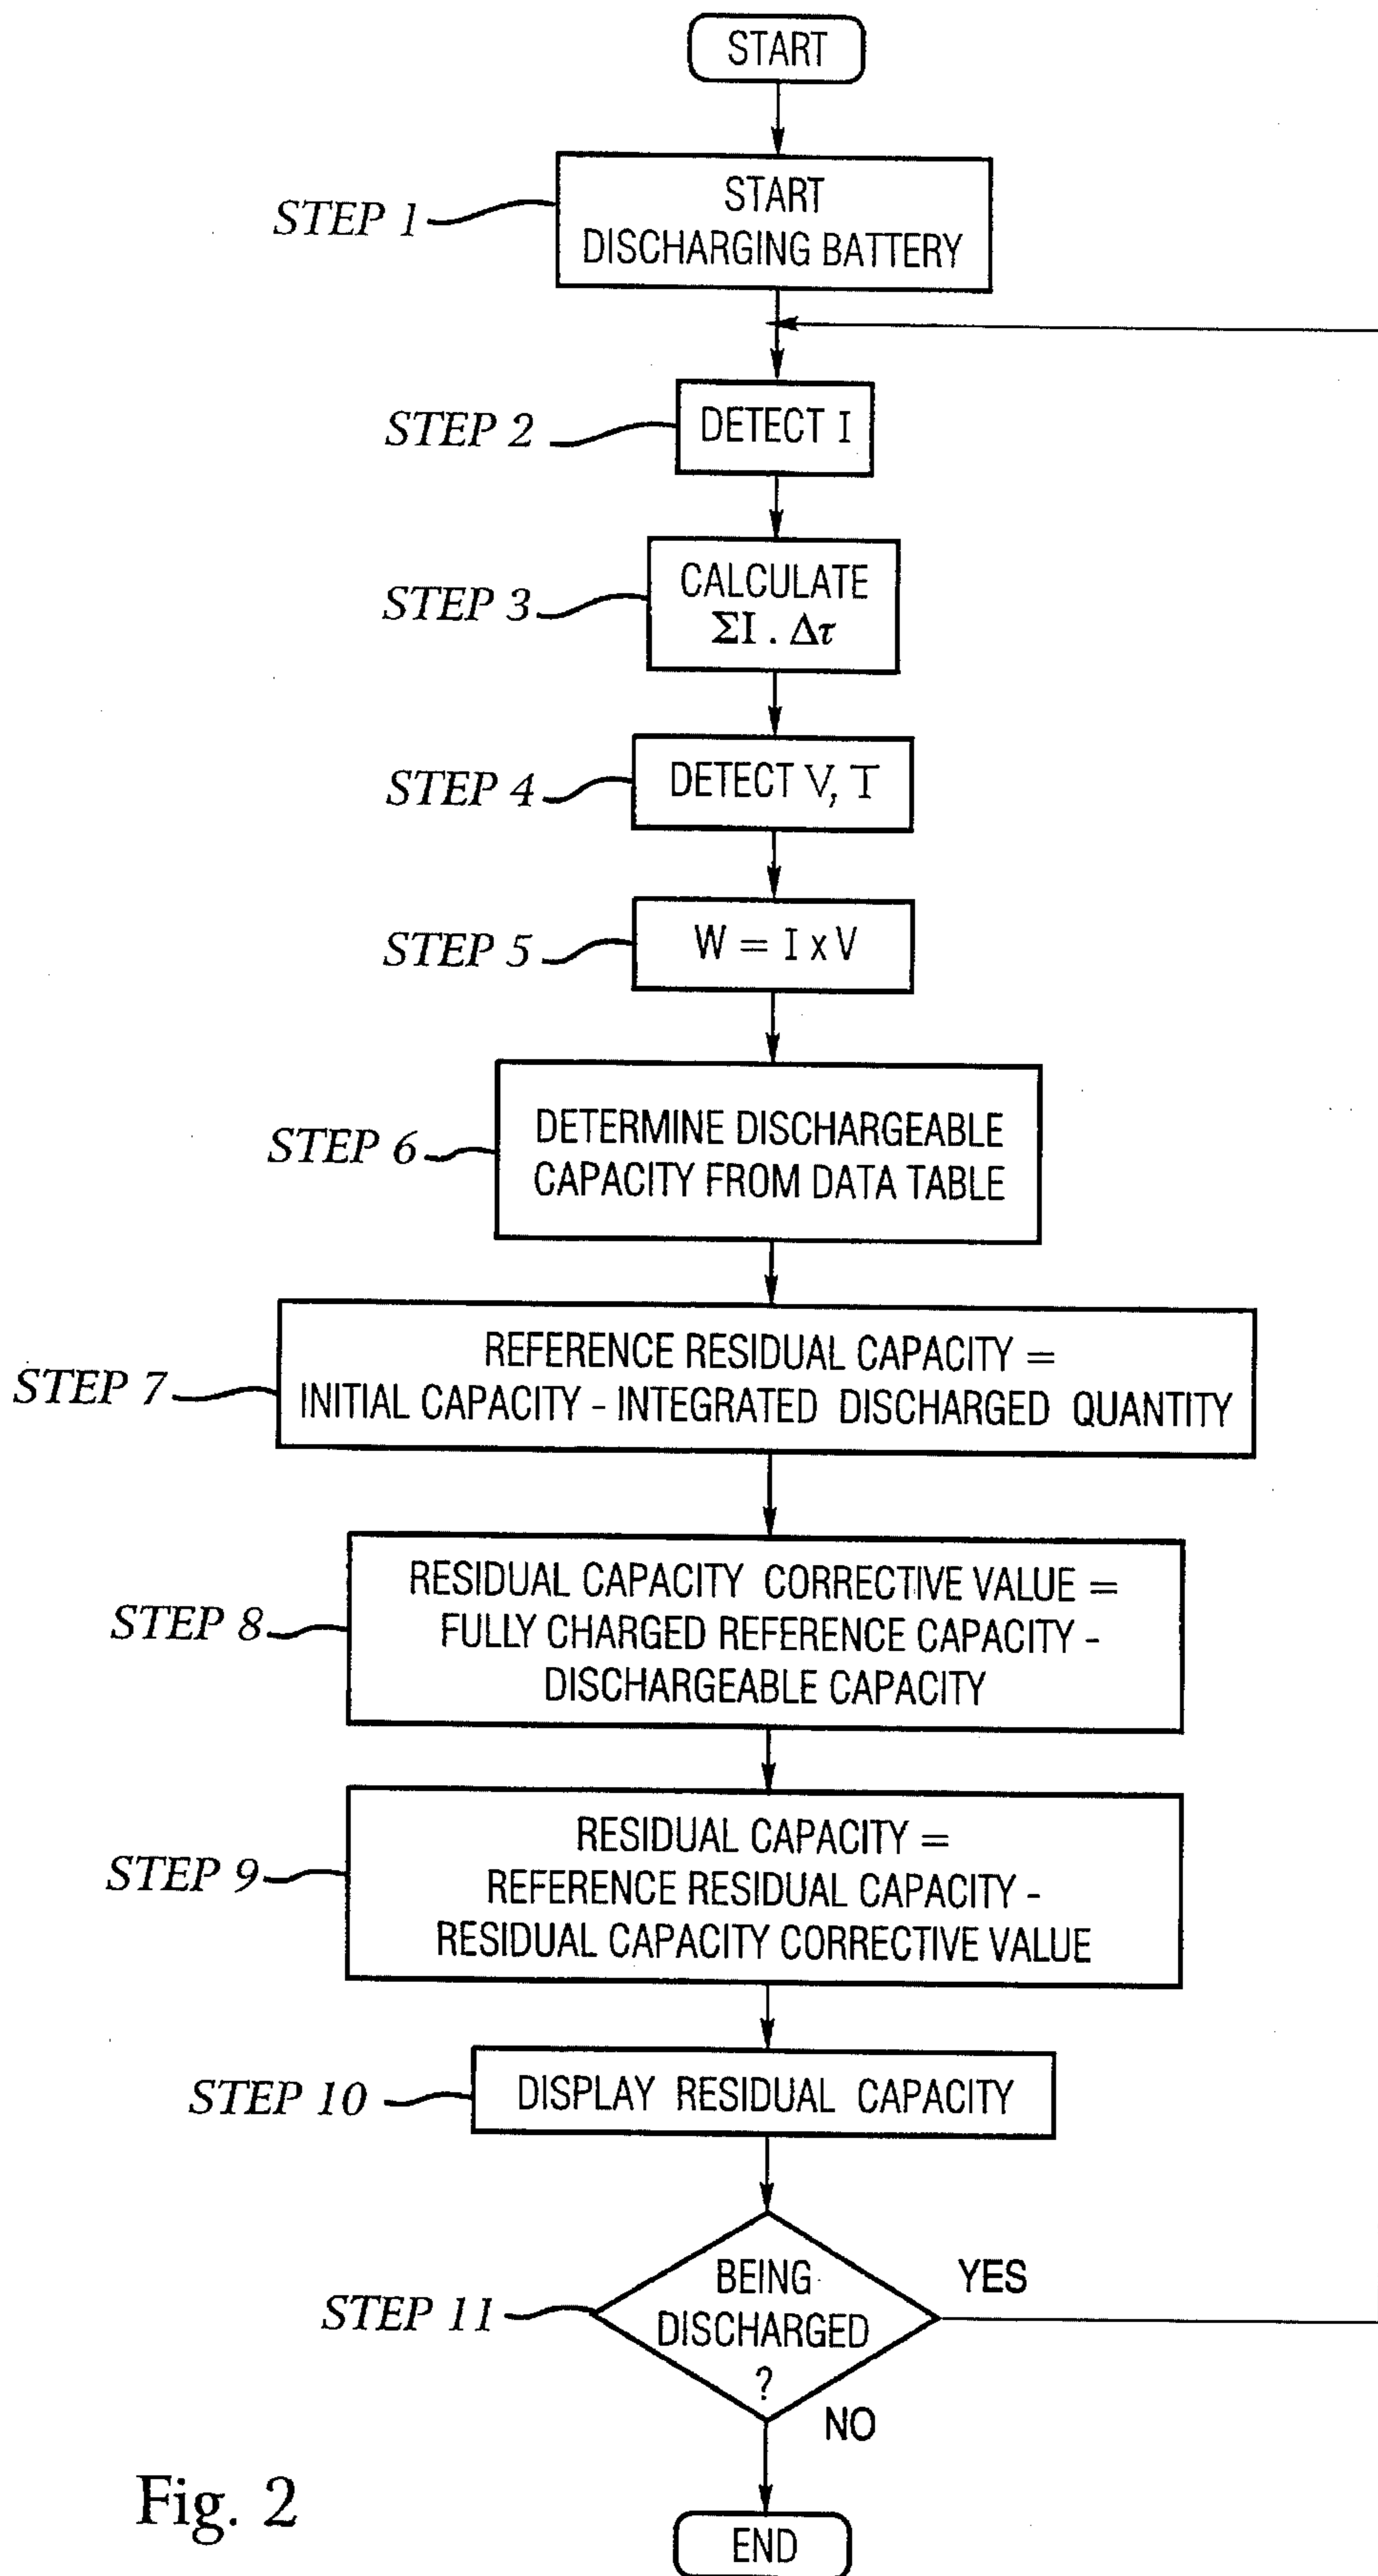 START
STEP 1
START
DISCHARGING BATTERY
STEP 2
DETECT I
STEP 3
CALCULATE
ΣI . Δτ
STEP 4
DETECT V, T
STEP 5
W = I x V
STEP 6
DETERMINE DISCHARGEABLE
CAPACITY FROM DATA TABLE
STEP 7
REFERENCE RESIDUAL CAPACITY =
INITIAL CAPACITY - INTEGRATED DISCHARGED QUANTITY
STEP 8
RESIDUAL CAPACITY CORRECTIVE VALUE =
FULLY CHARGED REFERENCE CAPACITY -
DISCHARGEABLE CAPACITY
STEP 9
RESIDUAL CAPACITY =
REFERENCE RESIDUAL CAPACITY -
RESIDUAL CAPACITY CORRECTIVE VALUE
STEP 10
DISPLAY RESIDUAL CAPACITY
STEP 11
BEING
DISCHARGED
?
YES
NO
END
Fig. 2